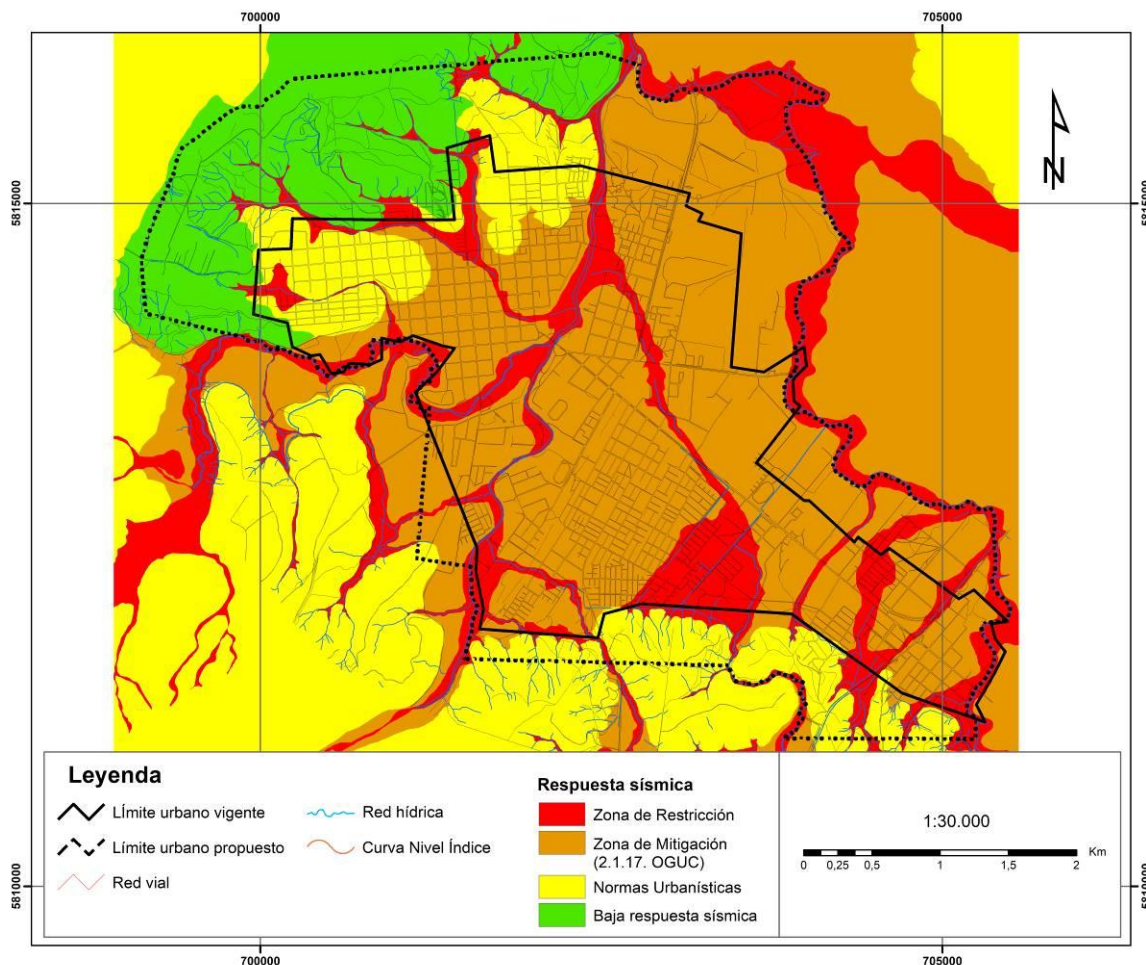 700000
705000
5815000
5815000
N
Leyenda
LÍmite urbano vigente
Límite urbano propuesto
Red vial
Red hídrica
Curva Nivel Índice
Respuesta sísmica
Zona de Restricción
Zona de Mitigación
(2.1.17. OGUC)
Normas Urbanísticas
Baja respuesta sísmica
1:30.000
Km
0 0,25 0,5 1 1,5 2
5810000
5810000
700000
705000